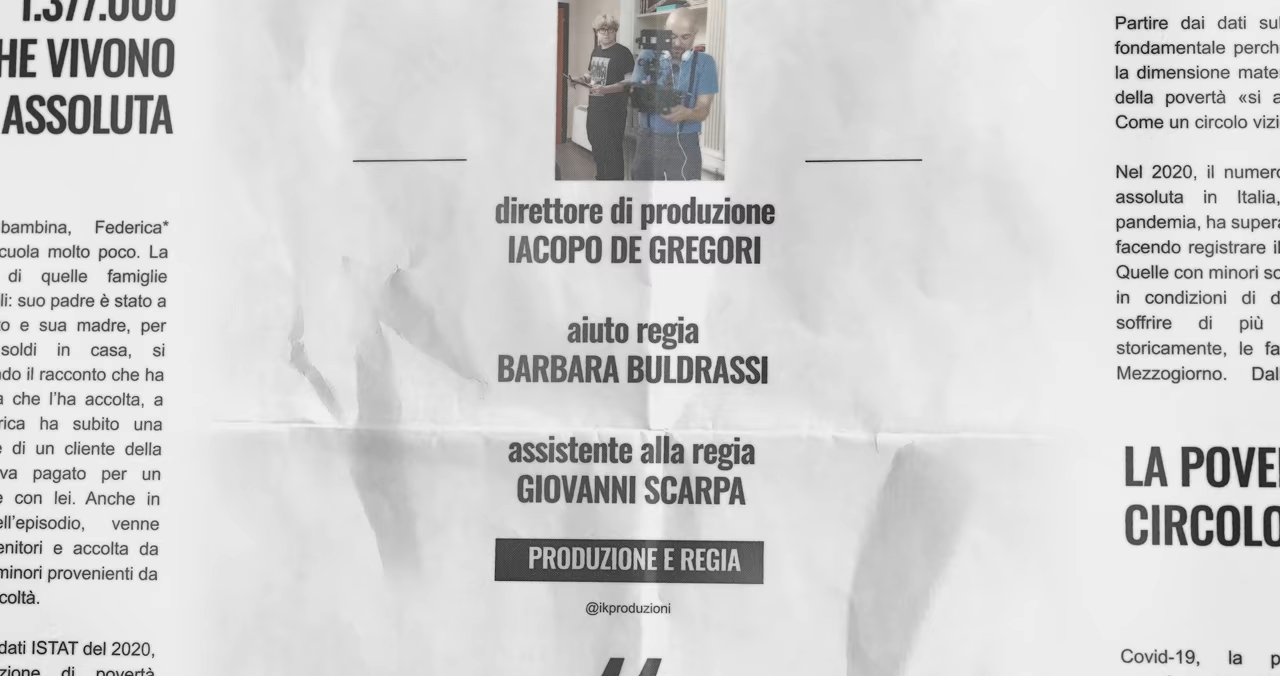 1.377.000
HE VIVONO
ASSOLUTA
bambina, Federica*
cuola molto poco. La
di quelle famiglie
li: suo padre è stato a
o e sua madre, per
soldi in casa, si
do il racconto che ha
a che l'ha accolta, a
rica ha subito una
e di un cliente della
va pagato per un
e con lei. Anche in
ell'episodio, venne
enitori e accolta da
minori provenienti da
coltà.
dati ISTAT del 2020,
zione di povertà
direttore di produzione
IACOPO DE GREGORI
aiuto regia
BARBARA BULDRASSI
assistente alla regia
GIOVANNI SCARPA
PRODUZIONE E REGIA
@ikproduzioni
Partire dai dati sul
fondamentale perch
la dimensione mate
della povertà «si a
Come un circolo vizi
Nel 2020, il numero
assoluta in Italia,
pandemia, ha supera
facendo registrare il
Quelle con minori so
in condizioni di d
soffrire di più
storicamente, le fa
Mezzogiorno. Dal
LA POVE
CIRCOLO
Covid-19, la p